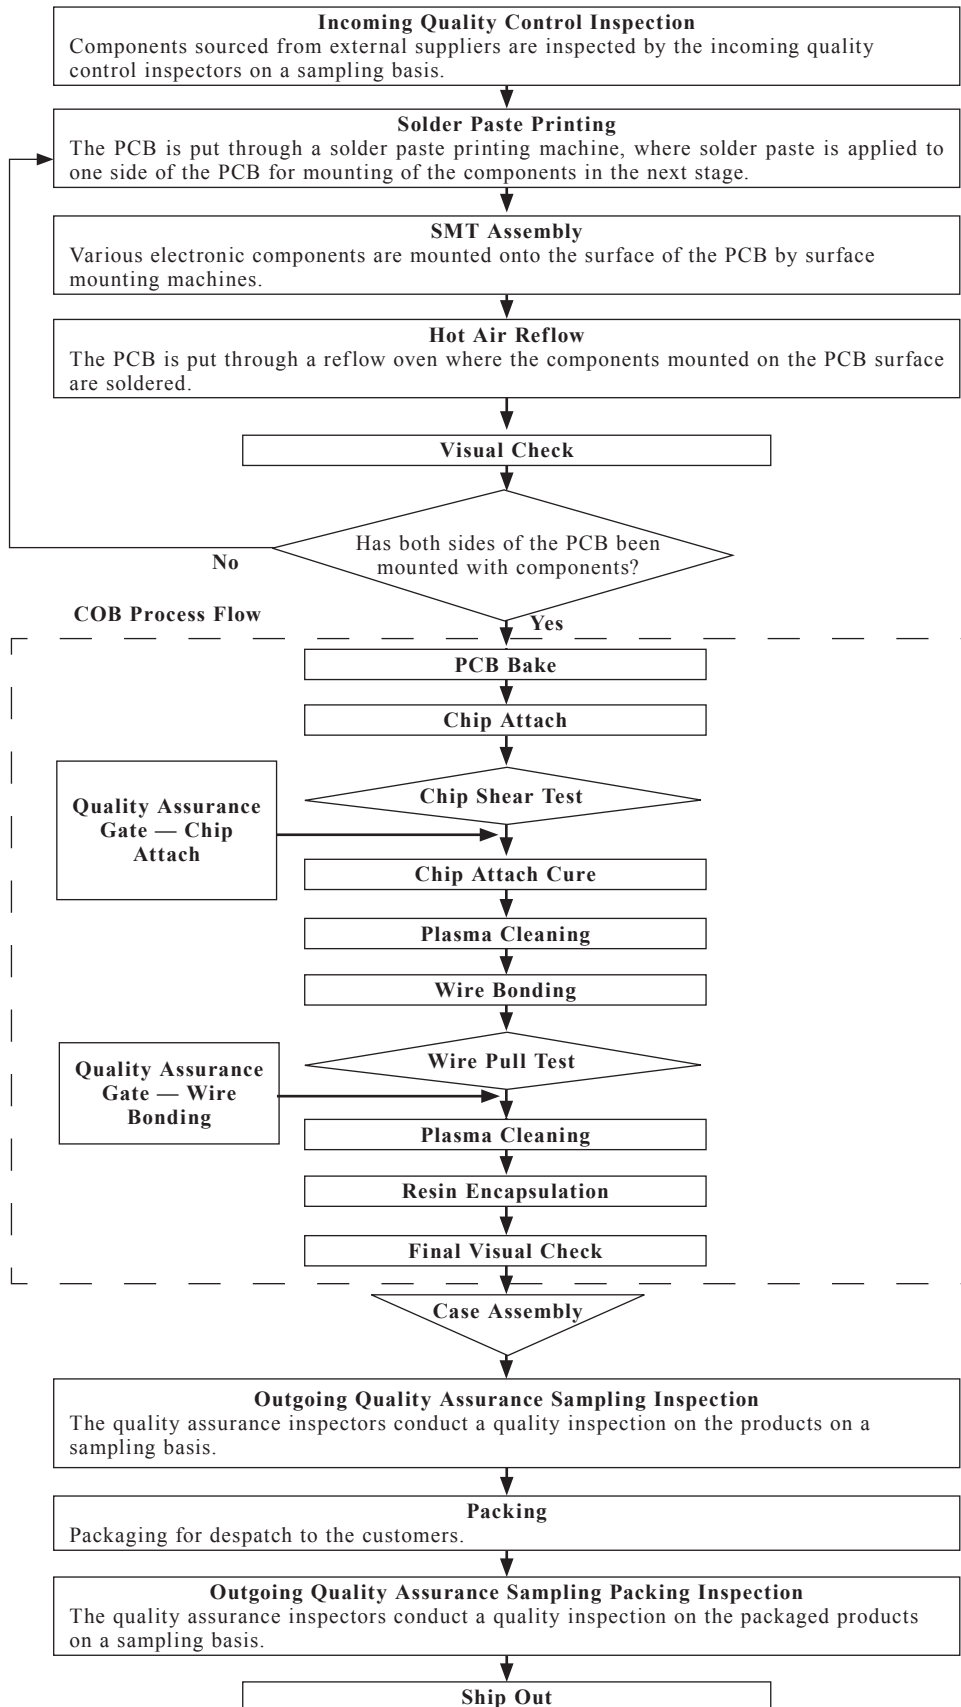 Incoming Quality Control Inspection
Components sourced from external suppliers are inspected by the incoming quality
control inspectors on a sampling basis.
Solder Paste Printing
The PCB is put through a solder paste printing machine, where solder paste is applied to
one side of the PCB for mounting of the components in the next stage.
SMT Assembly
Various electronic components are mounted onto the surface of the PCB by surface
mounting machines.
Hot Air Reflow
The PCB is put through a reflow oven where the components mounted on the PCB surface
are soldered.
Visual Check
Has both sides of the PCB been
mounted with components?
No
Yes
COB Process Flow
PCB Bake
Chip Attach
Chip Shear Test
Quality Assurance
Gate — Chip
Attach
Chip Attach Cure
Plasma Cleaning
Wire Bonding
Wire Pull Test
Quality Assurance
Gate — Wire
Bonding
Plasma Cleaning
Resin Encapsulation
Final Visual Check
Case Assembly
Outgoing Quality Assurance Sampling Inspection
The quality assurance inspectors conduct a quality inspection on the products on a
sampling basis.
Packing
Packaging for despatch to the customers.
Outgoing Quality Assurance Sampling Packing Inspection
The quality assurance inspectors conduct a quality inspection on the packaged products
on a sampling basis.
Ship Out